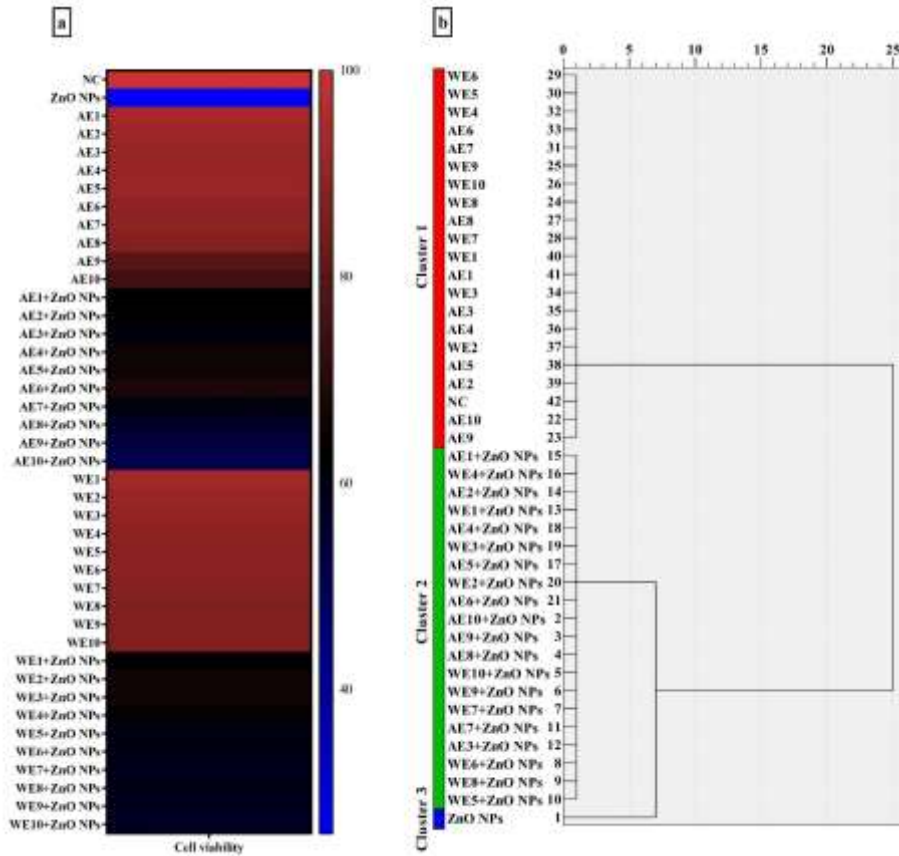 a
NC
ZnO NPs
AE1
AE2
AE3
AE4
AE5
AE6
AE7
AE8
AE9
AE10
AE1+ZnO NPs
AE2+ZnO NPs
AE3+ZnO NPs
AE4+ZnO NPs
AE5+ZnO NPs
AE6+ZnO NPs
AE7+ZnO NPs
AE8+ZnO NPs
AE9+ZnO NPs
AE10+ZnO NPs
WE1
WE2
WE3
WE4
WE5
WE6
WE7
WE8
WE9
WE10
WE1+ZnO NPs
WE2+ZnO NPs
WE3+ZnO NPs
WE4+ZnO NPs
WE5+ZnO NPs
WE6+ZnO NPs
WE7+ZnO NPs
WE8+ZnO NPs
WE9+ZnO NPs
WE10+ZnO NPs
Cell viability
100
80
60
40
b
0 5 10 15 20 25
Cluster 1
Cluster 2
Cluster 3
WE6 29
WE5 30
WE4 32
AE6 33
AE7 31
WE9 25
WE10 26
WE8 24
AE8 27
WE7 28
WE1 40
AE1 41
WE3 34
AE3 35
AE4 36
WE2 37
AE5 38
AE2 39
NC 42
AE10 22
AE9 23
AE1+ZnO NPs 15
WE4+ZnO NPs 16
AE2+ZnO NPs 14
WE1+ZnO NPs 13
AE4+ZnO NPs 18
WE3+ZnO NPs 19
AE5+ZnO NPs 17
WE2+ZnO NPs 20
AE6+ZnO NPs 21
AE10+ZnO NPs 2
AE9+ZnO NPs 3
AE8+ZnO NPs 4
WE10+ZnO NPs 5
WE9+ZnO NPs 6
WE7+ZnO NPs 7
AE7+ZnO NPs 11
AE3+ZnO NPs 12
WE6+ZnO NPs 8
WE8+ZnO NPs 9
WE5+ZnO NPs 10
ZnO NPs 1